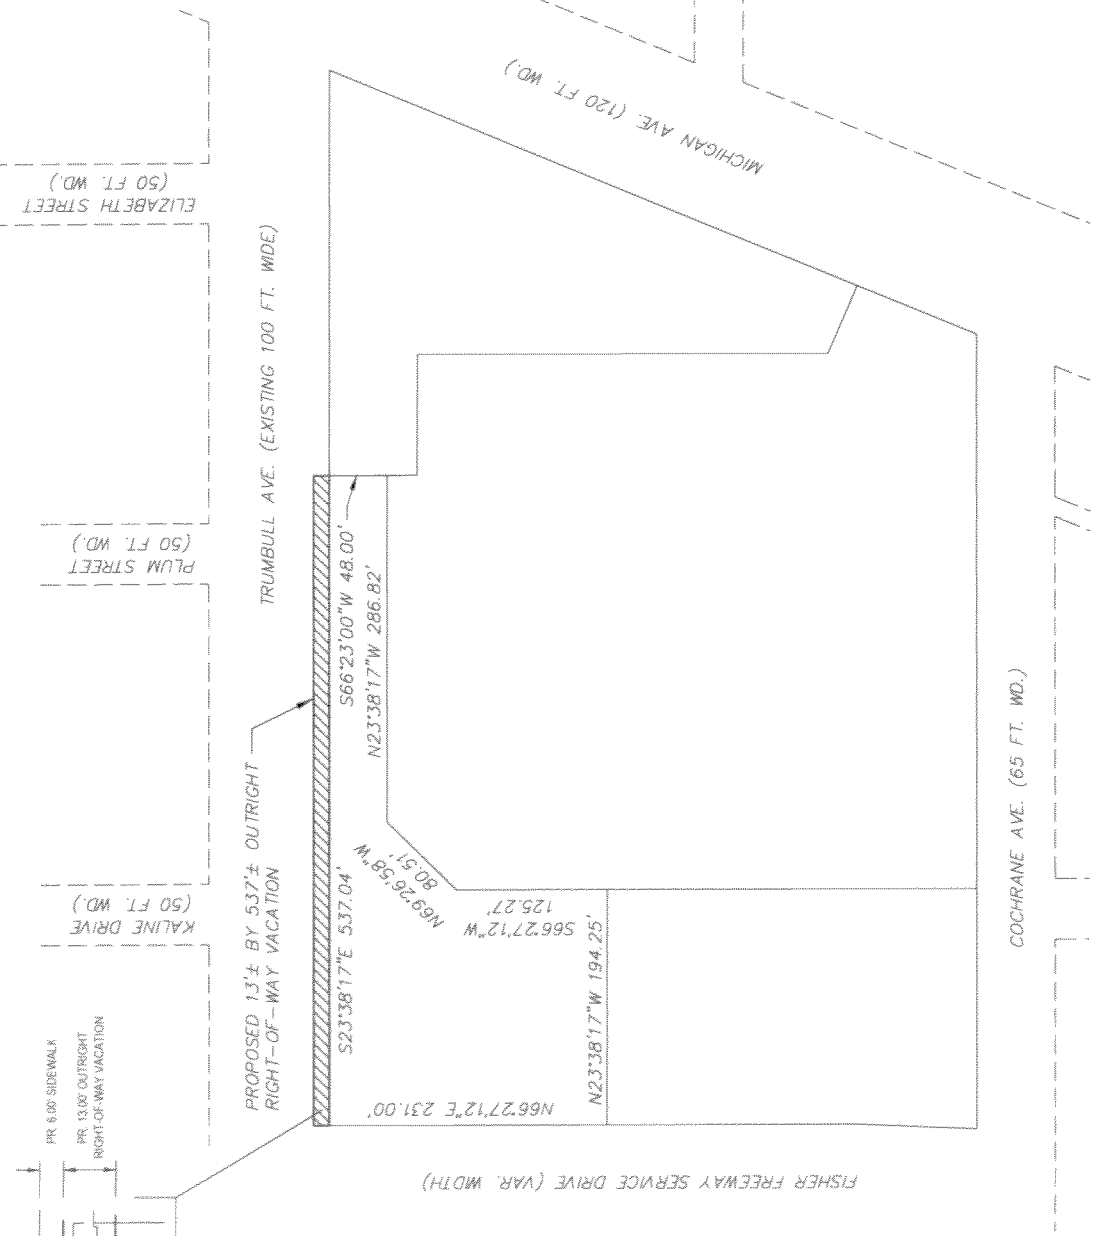 MICHIGAN AVE. (120 FT. WD.)
ELIZABETH STREET
(50 FT. WD.)
TRUMBULL AVE. (EXISTING 100 FT. WIDE)
PLUM STREET
(50 FT. WD.)
S66°23'00"W 48.00'
N23°38'17"W 286.82'
PROPOSED 13'± BY 537'± OUTRIGHT
RIGHT-OF-WAY VACATION
S23°38'17"E 537.04'
N69°26'58"W
80.51'
S66°27'12"W
125.27'
N23°38'17"W 194.25'
COCHRANE AVE. (65 FT. WD.)
KALINE DRIVE
(50 FT. WD.)
PR. 6.00' SIDEWALK
PR. 13.00' OUTRIGHT
RIGHT-OF-WAY VACATION
N66°27'12"E 231.00'
FISHER FREEWAY SERVICE DRIVE (VAR. WIDTH)